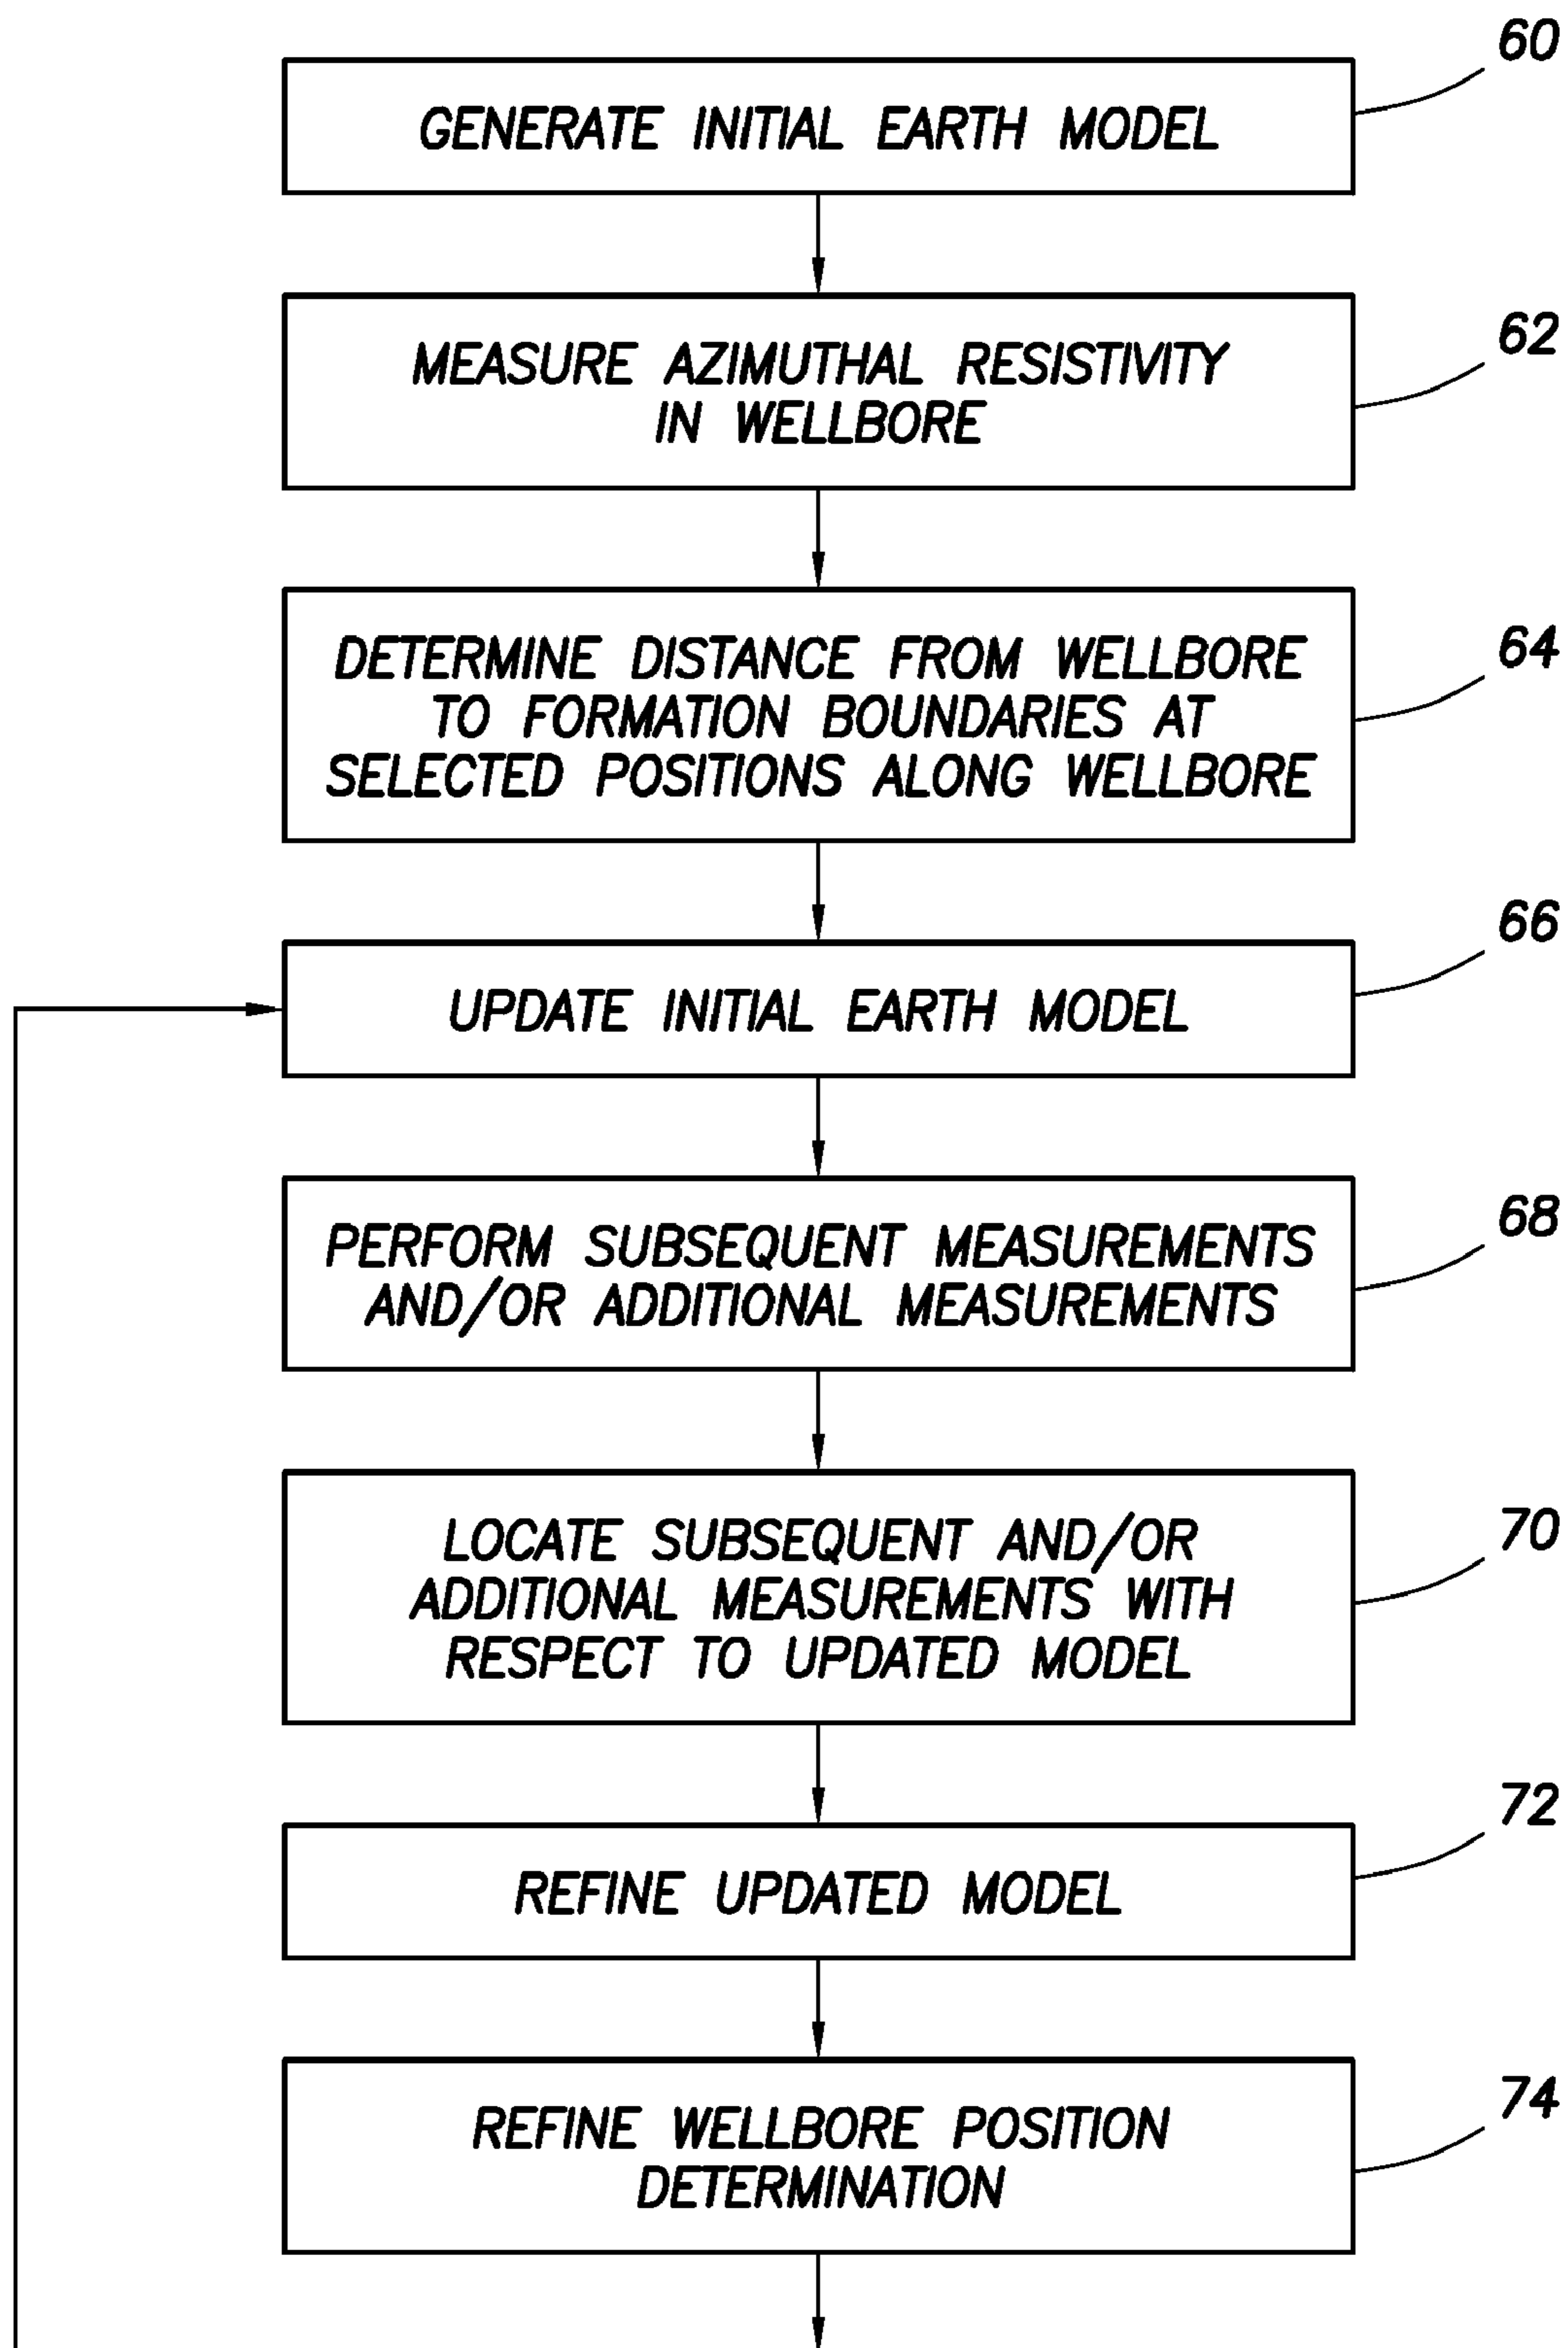 60
GENERATE INITIAL EARTH MODEL
62
MEASURE AZIMUTHAL RESISTIVITY
IN WELLBORE
64
DETERMINE DISTANCE FROM WELLBORE
TO FORMATION BOUNDARIES AT
SELECTED POSITIONS ALONG WELLBORE
66
UPDATE INITIAL EARTH MODEL
68
PERFORM SUBSEQUENT MEASUREMENTS
AND/OR ADDITIONAL MEASUREMENTS
70
LOCATE SUBSEQUENT AND/OR
ADDITIONAL MEASUREMENTS WITH
RESPECT TO UPDATED MODEL
72
REFINE UPDATED MODEL
74
REFINE WELLBORE POSITION
DETERMINATION